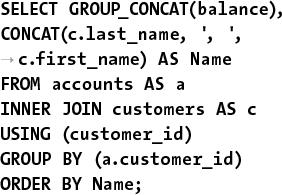 SELECT GROUP_CONCAT(balance),
CONCAT(c.last_name, ', ',
→c.first_name) AS Name
FROM accounts AS a
INNER JOIN customers AS c
USING (customer_id)
GROUP BY (a.customer_id)
ORDER BY Name;